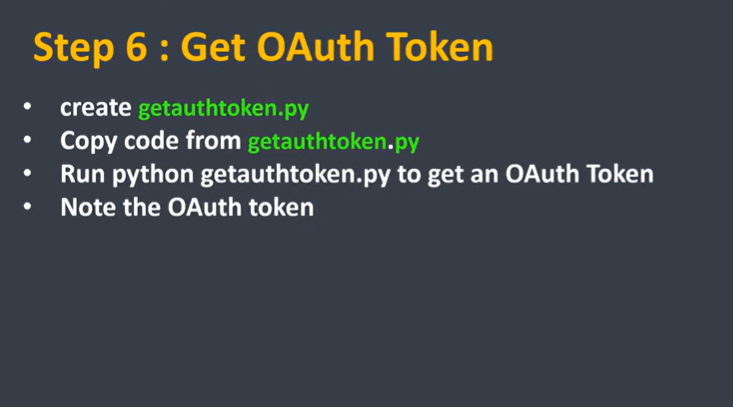 Step 6 : Get OAuth Token
• create getauthtoken.py
• Copy code from getauthtoken.py
• Run python getauthtoken.py to get an OAuth Token
• Note the OAuth token